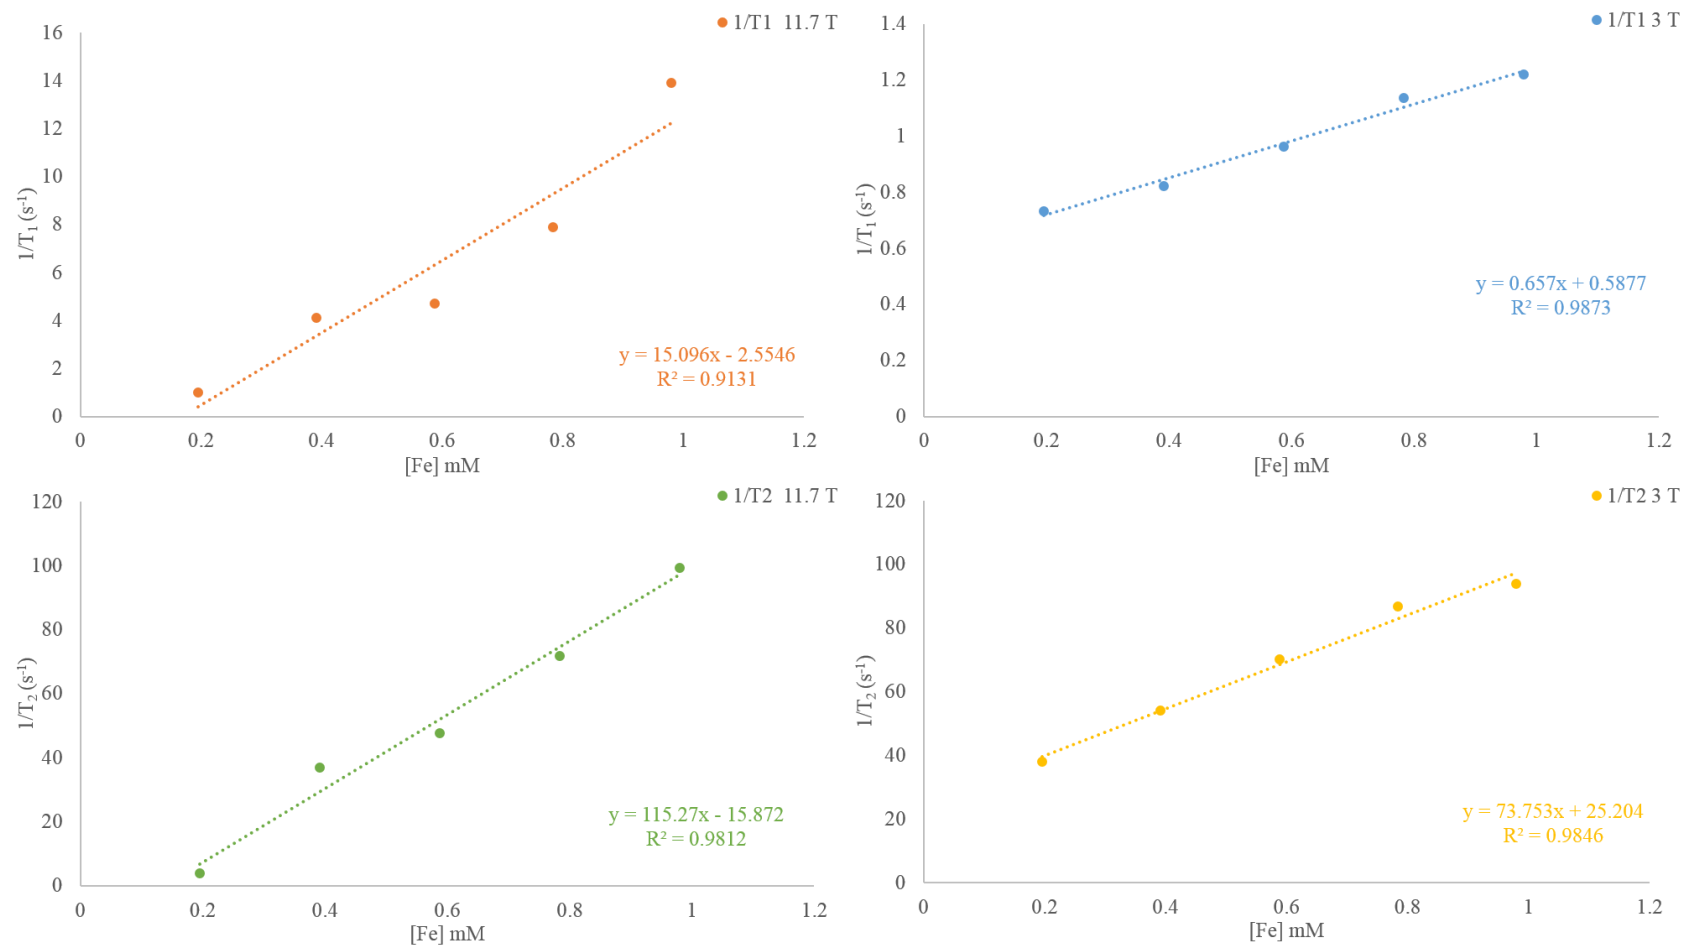 1/T1 11.7 T
16
14
12
10
8
6
4
2
0
1/T₁ (s⁻¹)
y = 15.096x - 2.5546
R² = 0.9131
0 0.2 0.4 0.6 0.8 1 1.2
[Fe] mM
1/T1 3 T
1.4
1.2
1
0.8
0.6
0.4
0.2
0
1/T₁ (s⁻¹)
y = 0.657x + 0.5877
R² = 0.9873
0 0.2 0.4 0.6 0.8 1 1.2
[Fe] mM
1/T2 11.7 T
120
100
80
60
40
20
0
1/T₂ (s⁻¹)
y = 115.27x - 15.872
R² = 0.9812
0 0.2 0.4 0.6 0.8 1 1.2
[Fe] mM
1/T2 3 T
120
100
80
60
40
20
0
1/T₂ (s⁻¹)
y = 73.753x + 25.204
R² = 0.9846
0 0.2 0.4 0.6 0.8 1 1.2
[Fe] mM